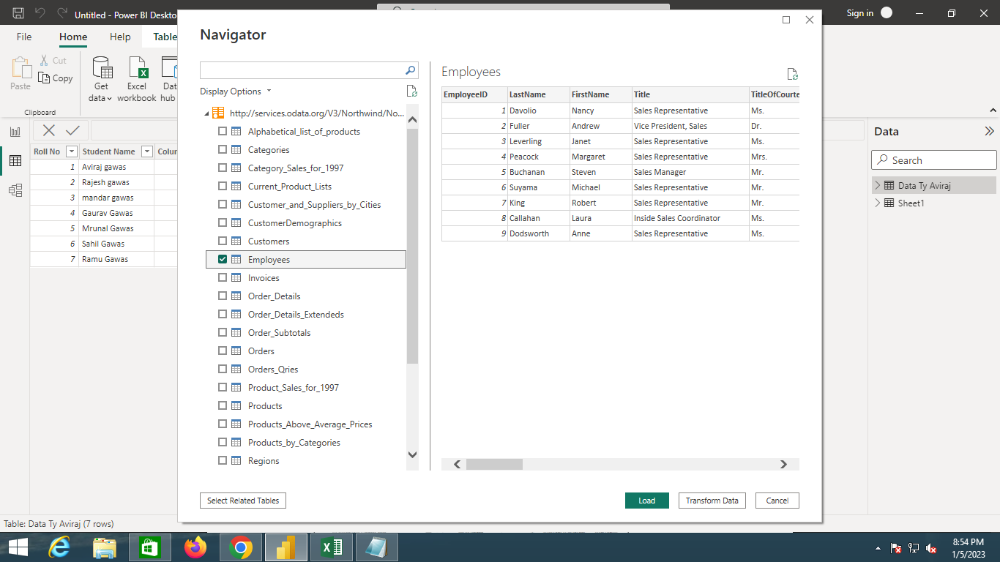 Untitled - Power BI Deskto
Sign in
File
Home
Help
Table
Paste
Cut
Copy
Get data
Excel workbook
Dat hub
Clipboard
Roll No
Student Name
Colur
1 Aviraj gawas
2 Rajesh gawas
3 mandar gawas
4 Gaurav Gawas
5 Mrunal Gawas
6 Sahil Gawas
7 Ramu Gawas
Table: Data Ty Aviraj (7 rows)
Navigator
Display Options
http://services.odata.org/V3/Northwind/No...
Alphabetical_list_of_products
Categories
Category_Sales_for_1997
Current_Product_Lists
Customer_and_Suppliers_by_Cities
CustomerDemographics
Customers
Employees
Invoices
Order_Details
Order_Details_Extendeds
Order_Subtotals
Orders
Orders_Qries
Product_Sales_for_1997
Products
Products_Above_Average_Prices
Products_by_Categories
Regions
Select Related Tables
Employees
EmployeeID LastName FirstName Title TitleOfCourte
1 Davolio Nancy Sales Representative Ms.
2 Fuller Andrew Vice President, Sales Dr.
3 Leverling Janet Sales Representative Ms.
4 Peacock Margaret Sales Representative Mrs.
5 Buchanan Steven Sales Manager Mr.
6 Suyama Michael Sales Representative Mr.
7 King Robert Sales Representative Mr.
8 Callahan Laura Inside Sales Coordinator Ms.
9 Dodsworth Anne Sales Representative Ms.
Load
Transform Data
Cancel
Data
Search
Data Ty Aviraj
Sheet1
8:54 PM
1/5/2023